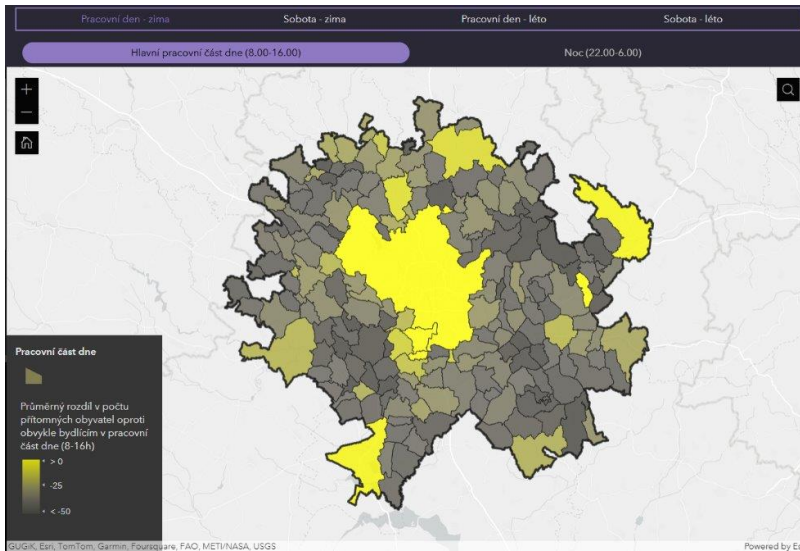 Pracovní den - zima Sobota - zima Pracovní den - léto Sobota - léto
Hlavní pracovní část dne (8.00-16.00) Noc (22.00-6.00)
+
−
Pracovní část dne
Průměrný rozdíl v počtu
přítomných obyvatel oproti
obvykle bydlícím v pracovní
část dne (8-16h)
> 0
-25
< -50
GUGiK, Esri, TomTom, Garmin, Foursquare, FAO, METI/NASA, USGS Powered by Es